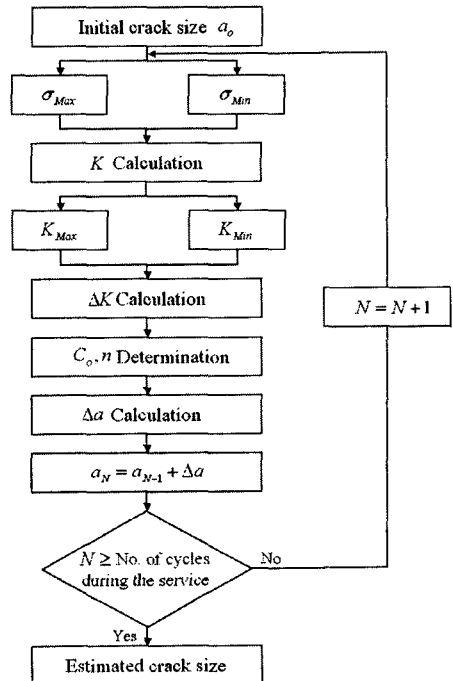 Initial crack size a_o
σ_Max
σ_Min
K Calculation
K_Max
K_Min
ΔK Calculation
N = N+1
C_o, n Determination
Δa Calculation
a_N = a_{N-1} + Δa
N ≥ No. of cycles
during the service
No
Yes
Estimated crack size